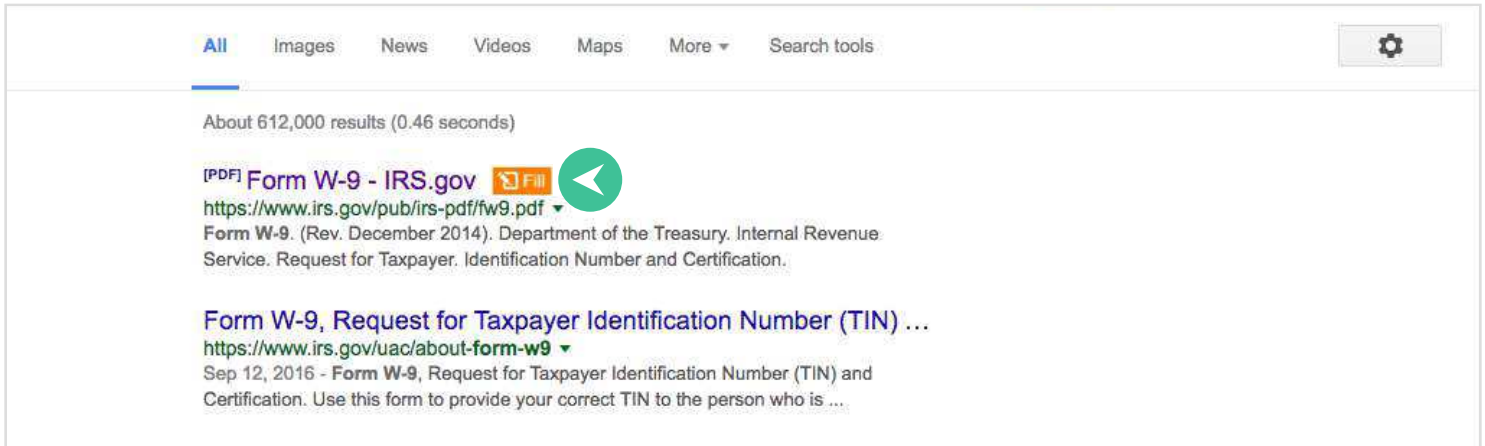 All Images News Videos Maps More Search tools
About 612,000 results (0.46 seconds)
[PDF] Form W-9 - IRS.gov Fill
https://www.irs.gov/pub/irs-pdf/fw9.pdf
Form W-9. (Rev. December 2014). Department of the Treasury. Internal Revenue
Service. Request for Taxpayer. Identification Number and Certification.
Form W-9, Request for Taxpayer Identification Number (TIN) ...
https://www.irs.gov/uac/about-form-w9
Sep 12, 2016 - Form W-9, Request for Taxpayer Identification Number (TIN) and
Certification. Use this form to provide your correct TIN to the person who is ...